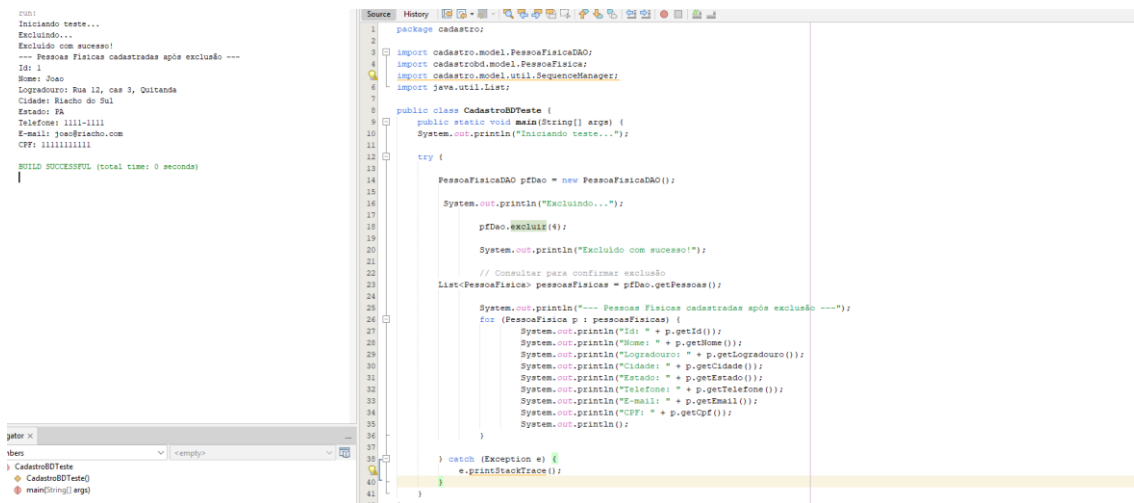 run:
Iniciando teste...
Excluindo...
Excluído com sucesso!
--- Pessoas Físicas cadastradas após exclusão ---
Id: 1
Nome: Joao
Logradouro: Rua 12, cas 3, Quitanda
Cidade: Riacho do Sul
Estado: PA
Telefone: 1111-1111
E-mail: joao@riacho.com
CPF: 11111111111
BUILD SUCCESSFUL (total time: 0 seconds)
gator ×
nbers
<empty>
CadastroBDTeste
CadastroBDTeste()
main(String[] args)
Source History
1 package cadastro;
2
3 import cadastro.model.PessoaFisicaDAO;
4 import cadastrobd.model.PessoaFisica;
import cadastro.model.util.SequenceManager;
6 import java.util.List;
7
8 public class CadastroBDTeste {
9 public static void main(String[] args) {
10 System.out.println("Iniciando teste...");
11
12 try {
13
14 PessoaFisicaDAO pfDao = new PessoaFisicaDAO();
15
16 System.out.println("Excluindo...");
17
18 pfDao.excluir(4);
19
20 System.out.println("Excluído com sucesso!");
21
22 // Consultar para confirmar exclusão
23 List<PessoaFisica> pessoasFisicas = pfDao.getPessoas();
24
25 System.out.println("--- Pessoas Físicas cadastradas após exclusão ---");
26 for (PessoaFisica p : pessoasFisicas) {
27 System.out.println("Id: " + p.getId());
28 System.out.println("Nome: " + p.getNome());
29 System.out.println("Logradouro: " + p.getLogradouro());
30 System.out.println("Cidade: " + p.getCidade());
31 System.out.println("Estado: " + p.getEstado());
32 System.out.println("Telefone: " + p.getTelefone());
33 System.out.println("E-mail: " + p.getEmail());
34 System.out.println("CPF: " + p.getCpf());
35 System.out.println();
36 }
37
38 } catch (Exception e) {
e.printStackTrace();
40 }
41 }